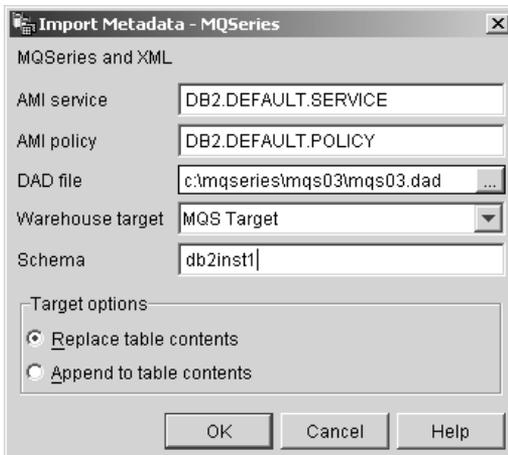 Import Metadata - MQSeries
MQSeries and XML
AMI service DB2.DEFAULT.SERVICE
AMI policy DB2.DEFAULT.POLICY
DAD file c:\mqseries\mqs03\mqs03.dad ...
Warehouse target MQS Target
Schema db2inst1
Target options
Replace table contents
Append to table contents
OK Cancel Help